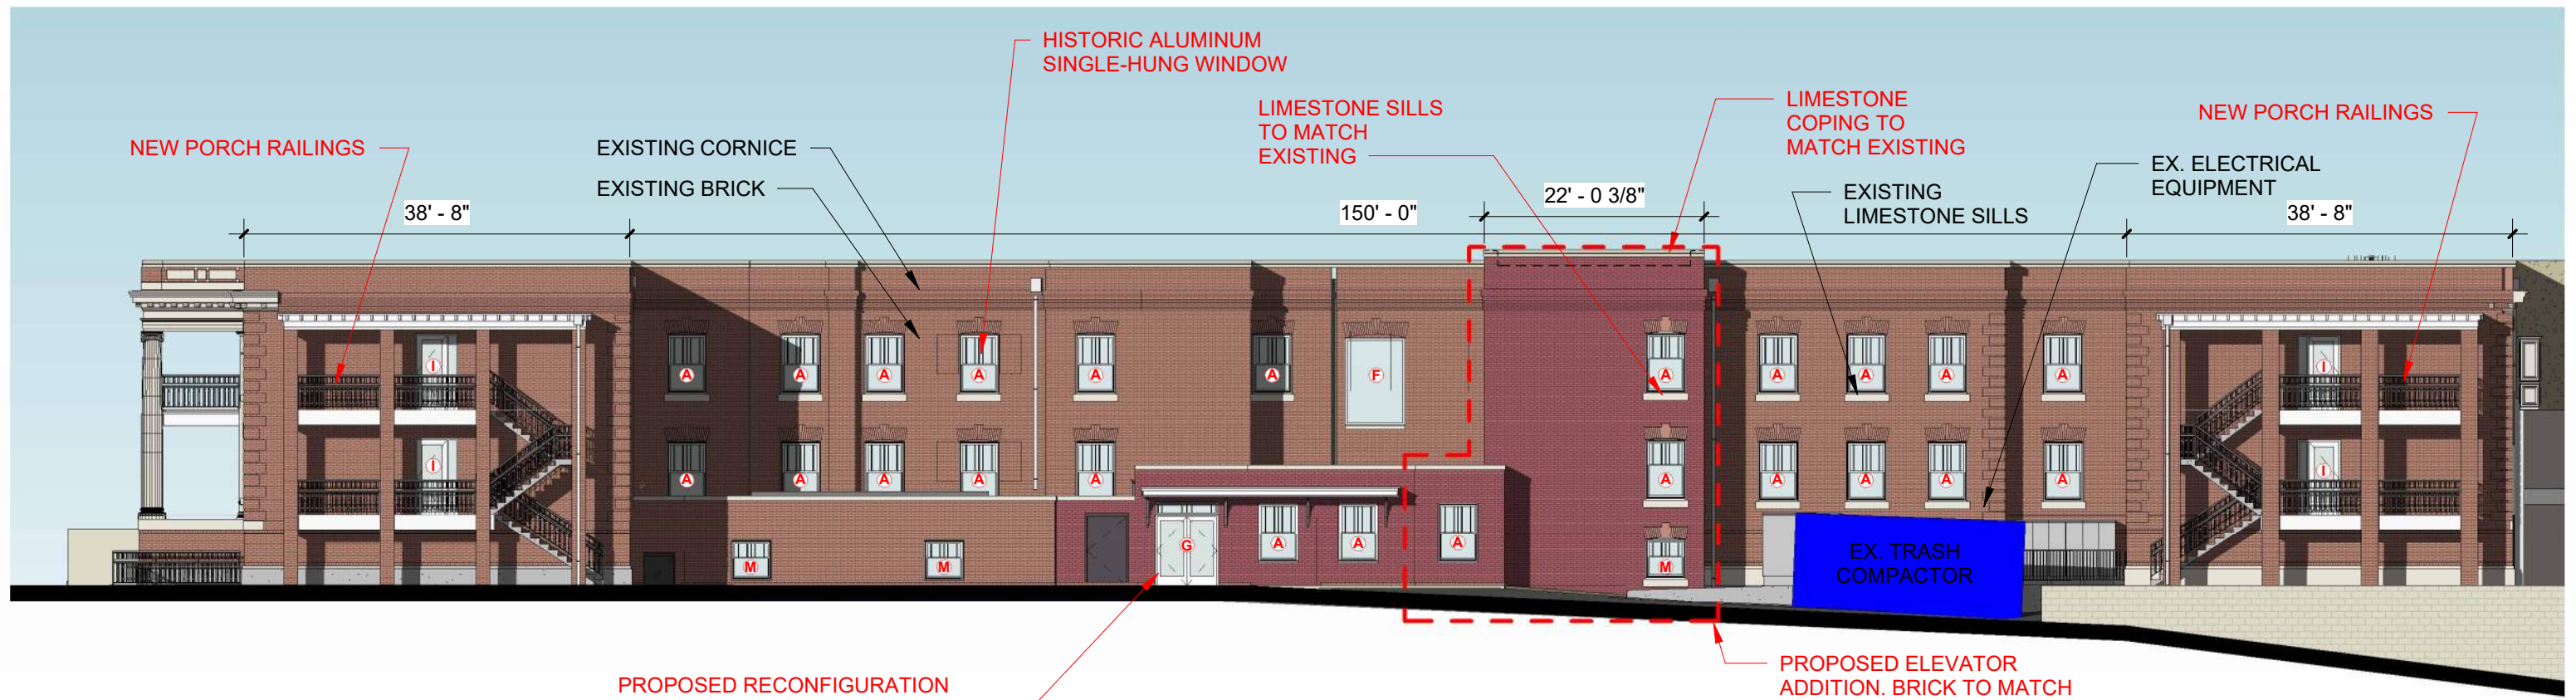 HISTORIC ALUMINUM
SINGLE-HUNG WINDOW
LIMESTONE SILLS
TO MATCH
EXISTING
LIMESTONE
COPING TO
MATCH EXISTING
NEW PORCH RAILINGS
NEW PORCH RAILINGS
EXISTING CORNICE
EXISTING BRICK
EX. ELECTRICAL
EQUIPMENT
EXISTING
LIMESTONE SILLS
38' - 8"
150' - 0"
22' - 0 3/8"
38' - 8"
I
A
A
A
A
A
A
F
A
A
A
A
A
I
I
A
A
A
A
A
A
A
A
A
A
I
G
A
A
A
M
M
M
EX. TRASH
COMPACTOR
PROPOSED RECONFIGURATION
PROPOSED ELEVATOR
ADDITION. BRICK TO MATCH